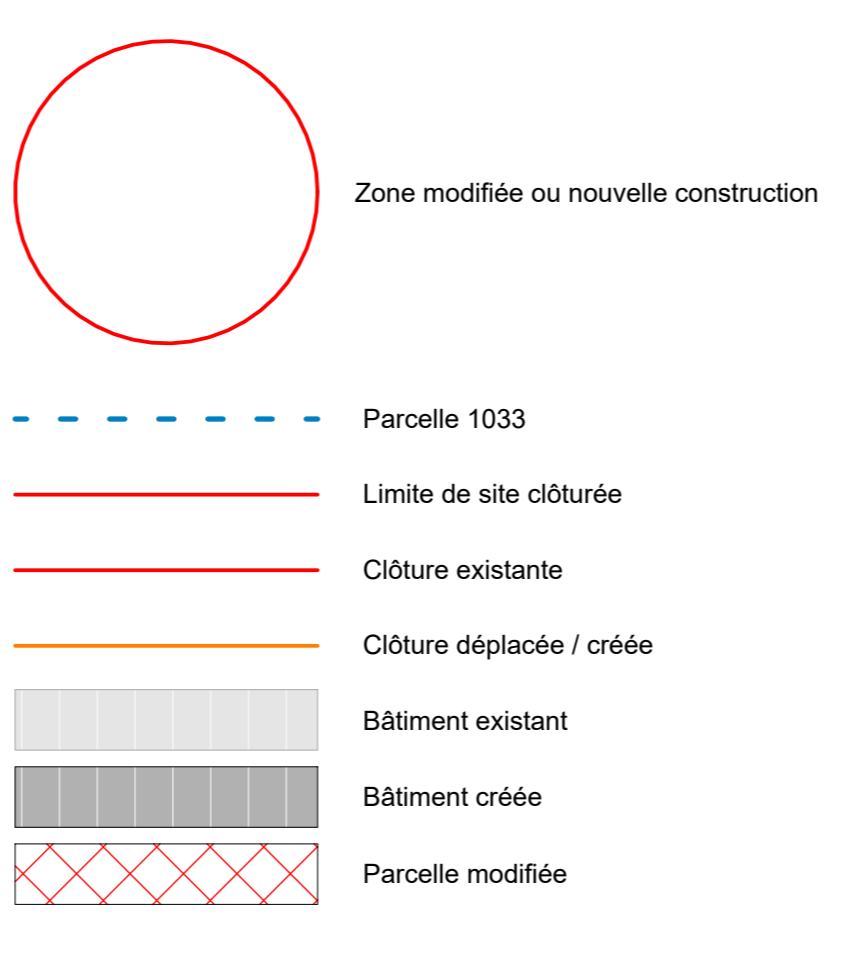 Zone modifiée ou nouvelle construction
Parcelle 1033
Limite de site clôturée
Clôture existante
Clôture déplacée / créée
Bâtiment existant
Bâtiment créée
Parcelle modifiée